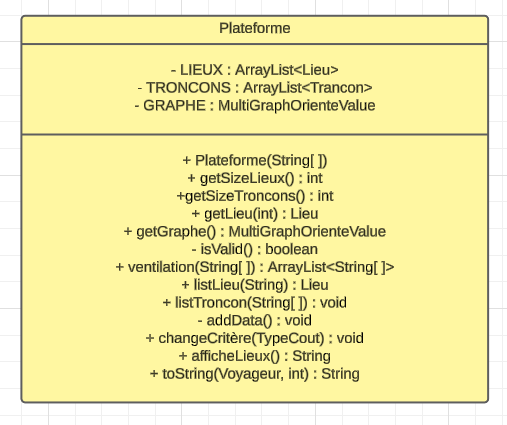 Plateforme
- LIEUX : ArrayList<Lieu>
- TRONCONS : ArrayList<Trancon>
- GRAPHE : MultiGraphOrienteValue
+ Plateforme(String[ ])
+ getSizeLieux() : int
+getSizeTroncons() : int
+ getLieu(int) : Lieu
+ getGraphe() : MultiGraphOrienteValue
- isValid() : boolean
+ ventilation(String[ ]) : ArrayList<String[ ]>
+ listLieu(String) : Lieu
+ listTroncon(String[ ]) : void
- addData() : void
+ changeCritère(TypeCout) : void
+ afficheLieux() : String
+ toString(Voyageur, int) : String